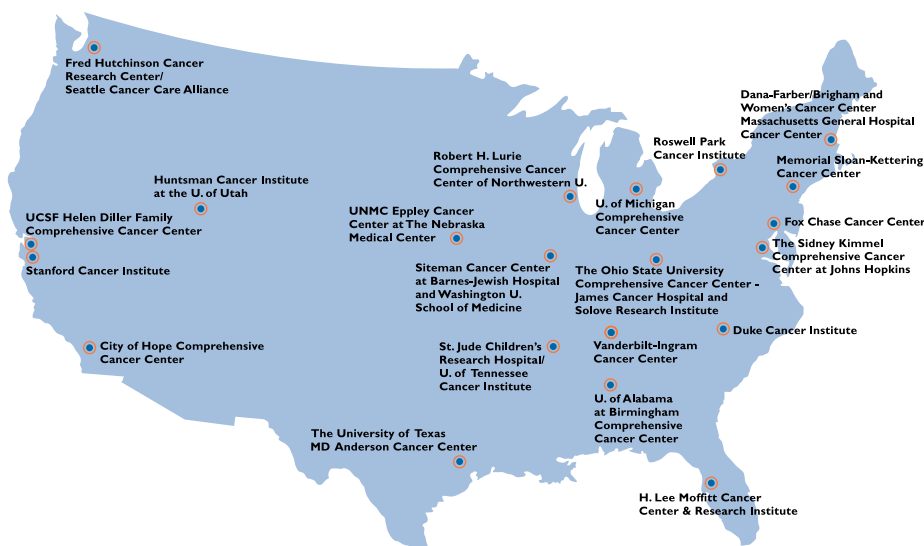 Fred Hutchinson Cancer
Research Center/
Seattle Cancer Care Alliance
Dana-Farber/Brigham and
Women's Cancer Center
Massachusetts General Hospital
Cancer Center
Roswell Park
Cancer Institute
Memorial Sloan-Kettering
Cancer Center
Robert H. Lurie
Comprehensive Cancer
Center of Northwestern U.
Huntsman Cancer Institute
at the U. of Utah
U. of Michigan
Comprehensive
Cancer Center
UCSF Helen Diller Family
Comprehensive Cancer Center
UNMC Eppley Cancer
Center at The Nebraska
Medical Center
Fox Chase Cancer Center
The Sidney Kimmel
Comprehensive Cancer
Center at Johns Hopkins
Stanford Cancer Institute
Siteman Cancer Center
at Barnes-Jewish Hospital
and Washington U.
School of Medicine
The Ohio State University
Comprehensive Cancer Center -
James Cancer Hospital and
Solove Research Institute
Duke Cancer Institute
City of Hope Comprehensive
Cancer Center
St. Jude Children's
Research Hospital/
U. of Tennessee
Cancer Institute
Vanderbilt-Ingram
Cancer Center
U. of Alabama
at Birmingham
Comprehensive
Cancer Center
The University of Texas
MD Anderson Cancer Center
H. Lee Moffitt Cancer
Center & Research Institute